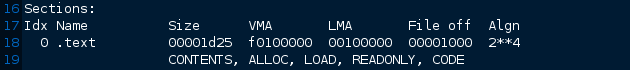 16 Sections:
17 Idx Name          Size      VMA       LMA       File off  Algn
18   0 .text         00001d25  f0100000  00100000  00001000  2**4
19                  CONTENTS, ALLOC, LOAD, READONLY, CODE